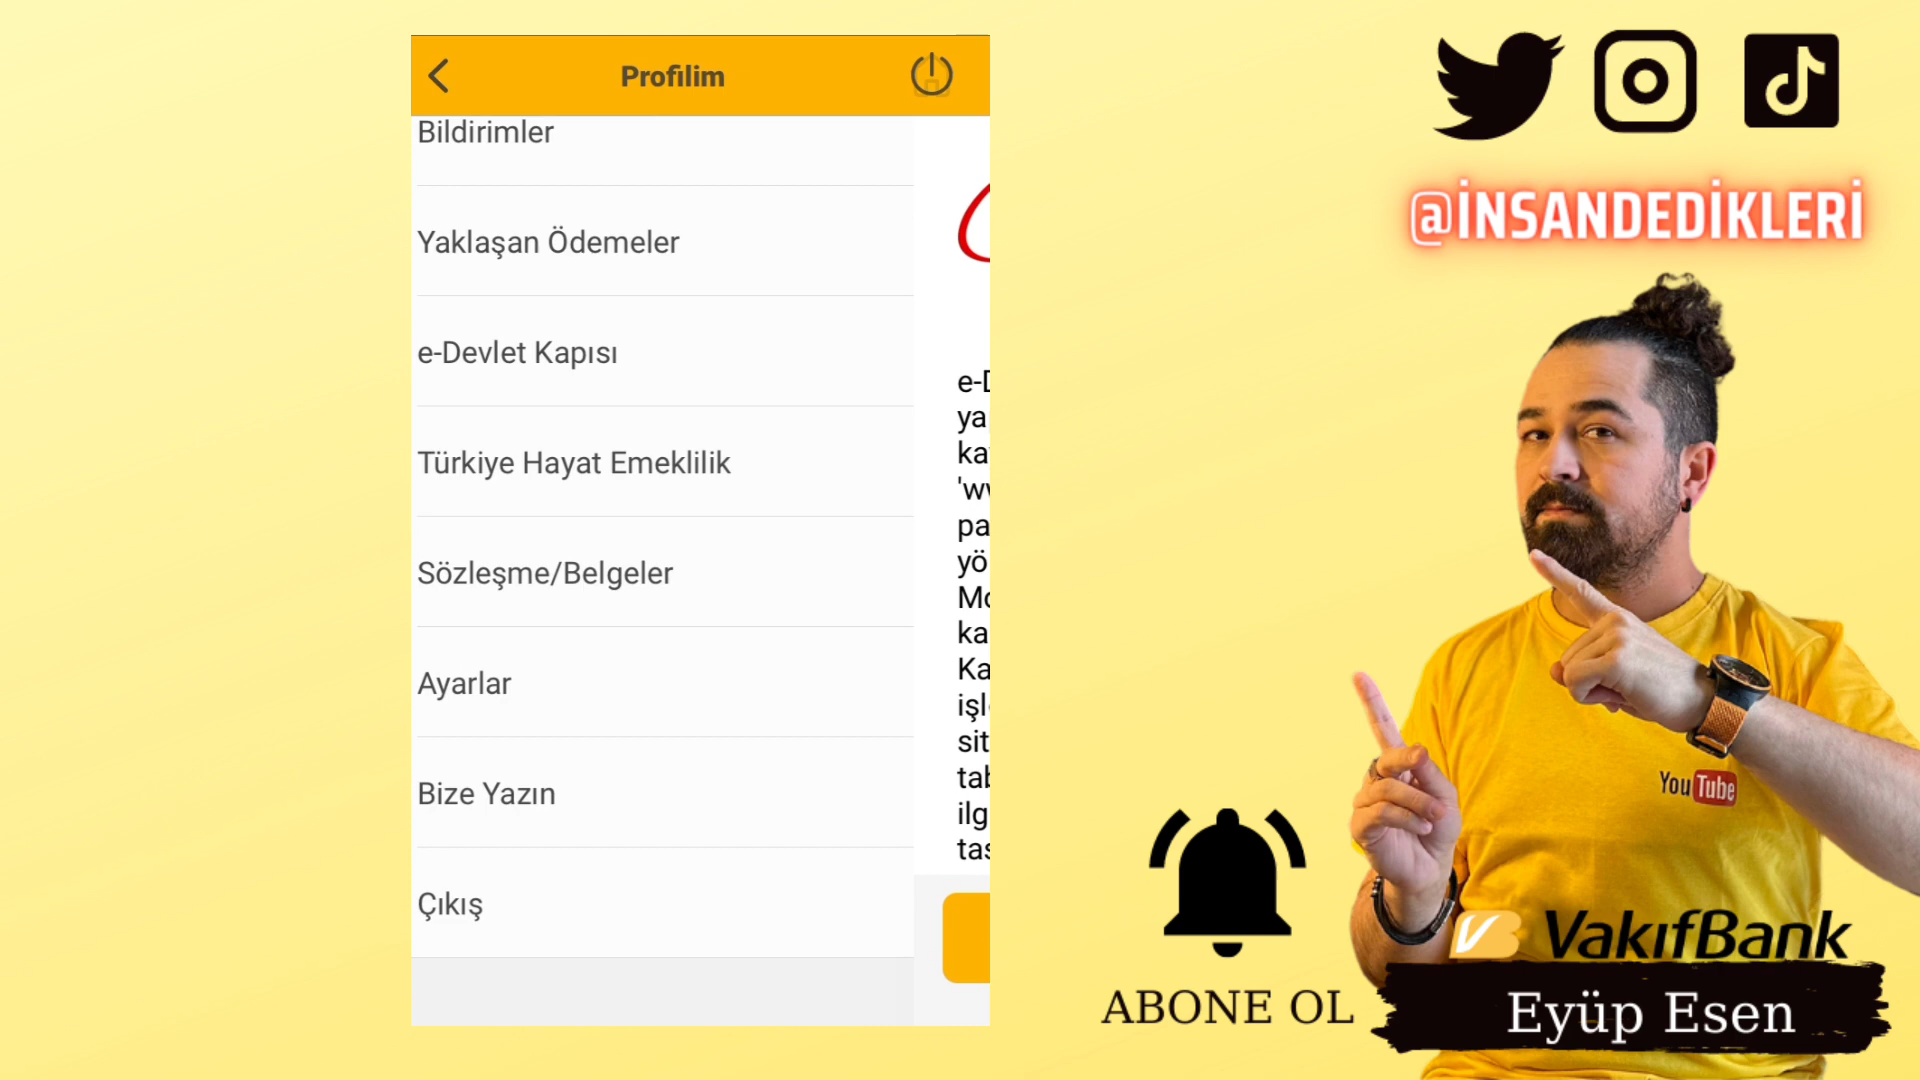 Profilim
Bildirimler
Yaklaşan Ödemeler
e-Devlet Kapısı
Türkiye Hayat Emeklilik
Sözleşme/Belgeler
Ayarlar
Bize Yazın
Çıkış
@İNSANDEDİKLERİ
YouTube
VakıfBank
ABONE OL
Eyüp Esen